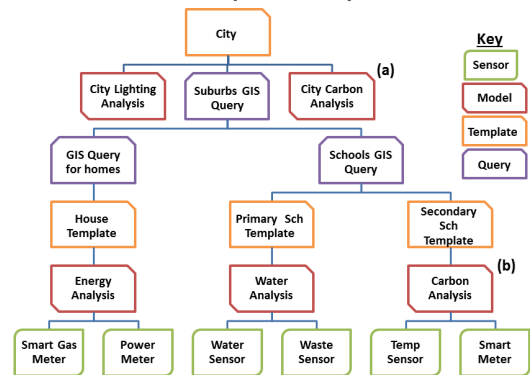 City
Key
Sensor
Model
Template
Query
City Lighting
Analysis
Suburbs GIS
Query
City Carbon
Analysis
(a)
GIS Query
for homes
Schools GIS
Query
House
Template
Primary Sch
Template
Secondary
Sch
Template
(b)
Energy
Analysis
Water
Analysis
Carbon
Analysis
Smart Gas
Meter
Power
Meter
Water
Sensor
Waste
Sensor
Temp
Sensor
Smart
Meter